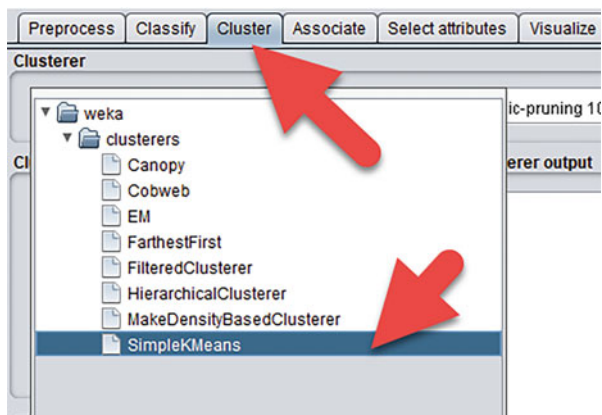 Preprocess Classify Cluster Associate Select attributes Visualize
Clusterer
weka
ic-pruning 10
clusterers
Canopy
erer output
Cobweb
EM
FarthestFirst
FilteredClusterer
HierarchicalClusterer
MakeDensityBasedClusterer
SimpleKMeans